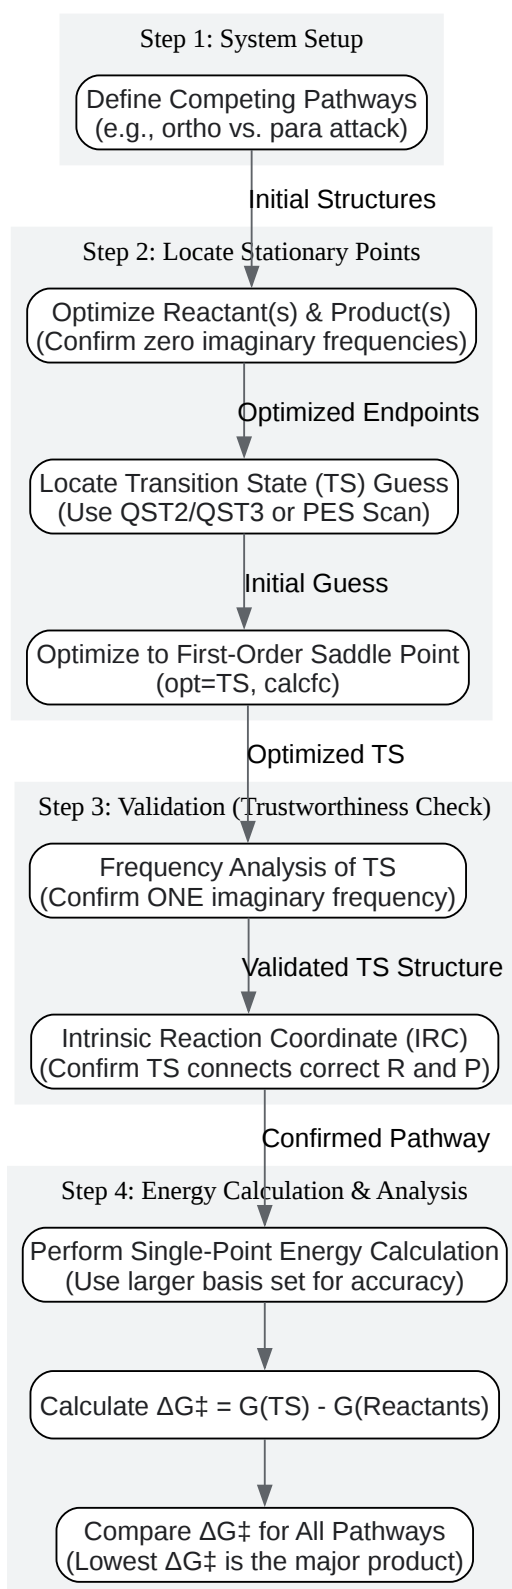 Step 1: System Setup
Define Competing Pathways
(e.g., ortho vs. para attack)
Initial Structures
Step 2: Locate Stationary Points
Optimize Reactant(s) & Product(s)
(Confirm zero imaginary frequencies)
Optimized Endpoints
Locate Transition State (TS) Guess
(Use QST2/QST3 or PES Scan)
Initial Guess
Optimize to First-Order Saddle Point
(opt=TS, calcfc)
Optimized TS
Step 3: Validation (Trustworthiness Check)
Frequency Analysis of TS
(Confirm ONE imaginary frequency)
Validated TS Structure
Intrinsic Reaction Coordinate (IRC)
(Confirm TS connects correct R and P)
Confirmed Pathway
Step 4: Energy Calculation & Analysis
Perform Single-Point Energy Calculation
(Use larger basis set for accuracy)
Calculate ΔG‡ = G(TS) - G(Reactants)
Compare ΔG‡ for All Pathways
(Lowest ΔG‡ is the major product)